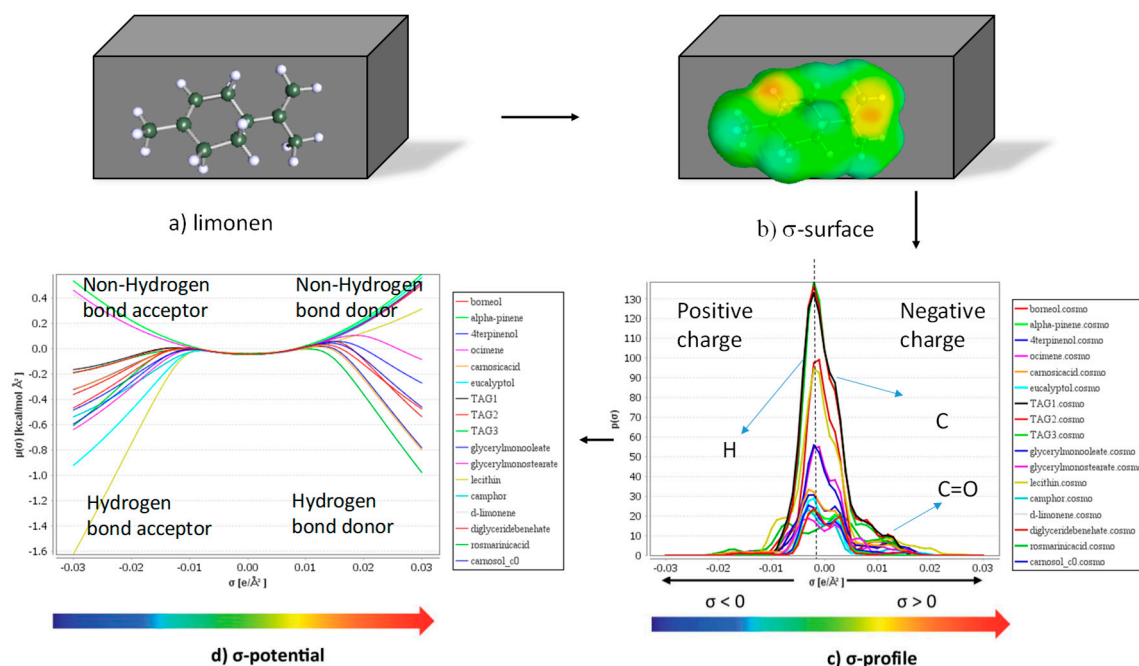 a) limonen
b) σ-surface
Non-Hydrogen
bond acceptor
Non-Hydrogen
bond donor
Hydrogen
bond acceptor
Hydrogen
bond donor
μ(σ) [kcal/mol Å²]
0.4
0.2
0.0
-0.2
-0.4
-0.6
-0.8
-1.0
-1.2
-1.4
-1.6
-0.03
-0.02
-0.01
0.00
0.01
0.02
0.03
σ [e/Å²]
borneol
alpha-pinene
4terpinenol
ocimene
carnosicacid
eucalyptol
TAG1
TAG2
TAG3
glycerylmonooleate
glycerylmonostearate
lecithin
camphor
d-limonene
diglyceridebenehate
rosmarinicacid
carnosol_c0
d) σ-potential
Positive
charge
Negative
charge
H
C
C=O
p(σ)
130
120
110
100
90
80
70
60
50
40
30
20
10
0
-0.03
-0.02
-0.01
0.00
0.01
0.02
0.03
σ [e/Å²]
borneol.cosmo
alpha-pinene.cosmo
4terpinenol.cosmo
ocimene.cosmo
carnosicacid.cosmo
eucalyptol.cosmo
TAG1.cosmo
TAG2.cosmo
TAG3.cosmo
glycerylmonooleate.cosmo
glycerylmonostearate.cosmo
lecithin.cosmo
camphor.cosmo
d-limonene.cosmo
diglyceridebenehate.cosmo
rosmarinicacid.cosmo
carnosol_c0.cosmo
σ < 0
σ > 0
c) σ-profile